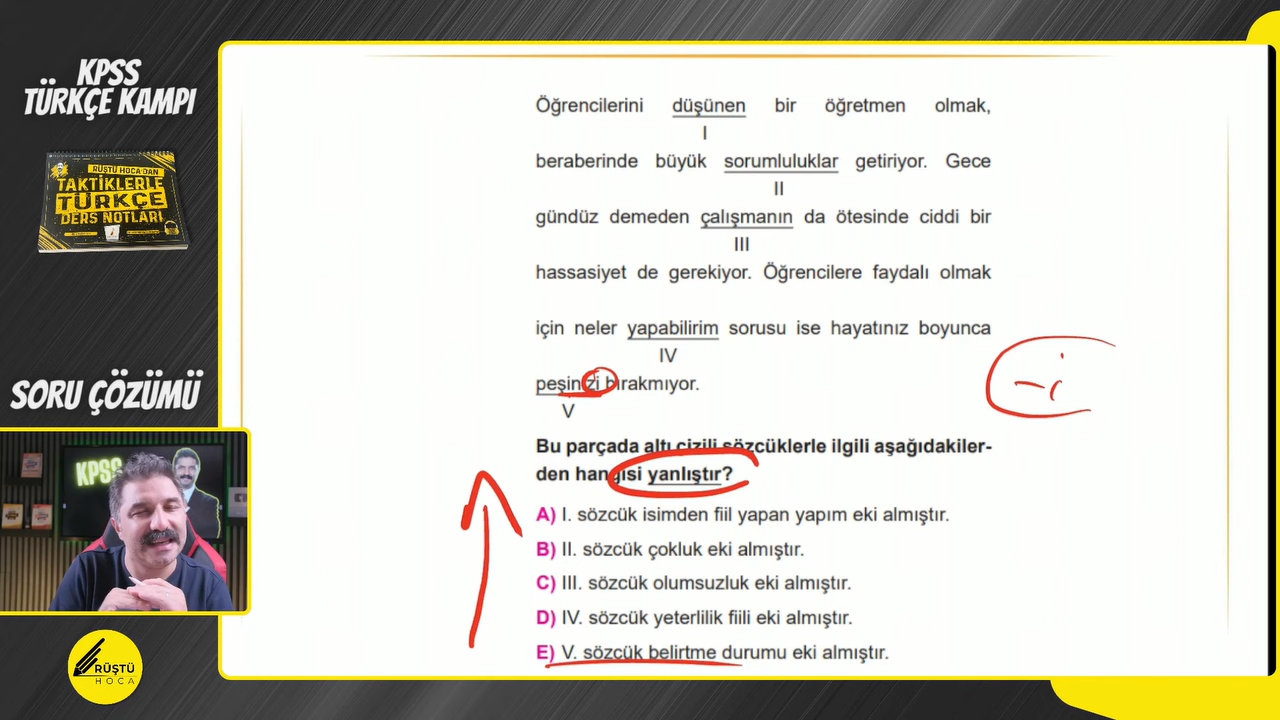 KPSS
TÜRKÇE KAMPI
RÜŞTÜ HOCA'DAN
TAKTİKLERLE
TÜRKÇE
DERS NOTLARI
SORU ÇÖZÜMÜ
KPSS
RÜŞTÜ
HOCA
Öğrencilerini düşünen bir öğretmen olmak,
I
beraberinde büyük sorumluluklar getiriyor. Gece
II
gündüz demeden çalışmanın da ötesinde ciddi bir
III
hassasiyet de gerekiyor. Öğrencilere faydalı olmak
için neler yapabilirim sorusu ise hayatınız boyunca
IV
peşinizi bırakmıyor.
V
-i
Bu parçada altı çizili sözcüklerle ilgili aşağıdakiler-
den hangisi yanlıştır?
A) I. sözcük isimden fiil yapan yapım eki almıştır.
B) II. sözcük çokluk eki almıştır.
C) III. sözcük olumsuzluk eki almıştır.
D) IV. sözcük yeterlilik fiili eki almıştır.
E) V. sözcük belirtme durumu eki almıştır.